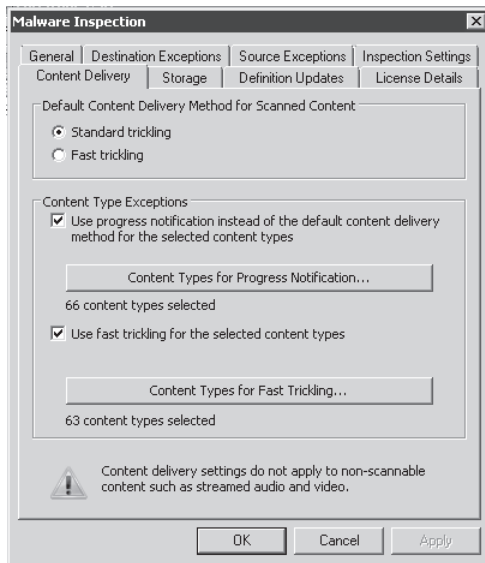 Malware Inspection
General
Destination Exceptions
Source Exceptions
Inspection Settings
Content Delivery
Storage
Definition Updates
License Details
Default Content Delivery Method for Scanned Content
Standard trickling
Fast trickling
Content Type Exceptions
Use progress notification instead of the default content delivery
method for the selected content types
Content Types for Progress Notification...
66 content types selected
Use fast trickling for the selected content types
Content Types for Fast Trickling...
63 content types selected
Content delivery settings do not apply to non-scannable
content such as streamed audio and video.
OK
Cancel
Apply